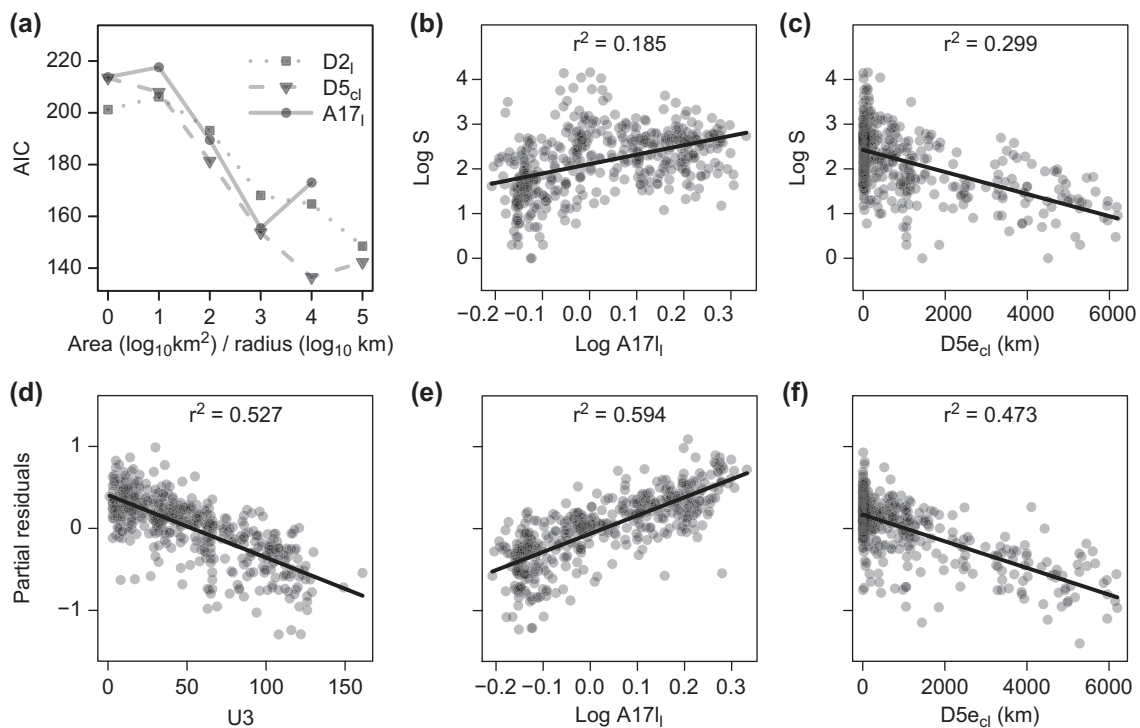 (a)
AIC
220
200
180
160
140
0 1 2 3 4 5
Area (log₁₀km²) / radius (log₁₀ km)
D2ₗ
D5cl
A17ₗ
(b)
r² = 0.185
Log S
4
3
2
1
0
−0.2 −0.1 0.0 0.1 0.2 0.3
Log A17lₗ
(c)
r² = 0.299
Log S
4
3
2
1
0
0 2000 4000 6000
D5ecl (km)
(d)
r² = 0.527
Partial residuals
1
0
−1
0 50 100 150
U3
(e)
r² = 0.594
−0.2 −0.1 0.0 0.1 0.2 0.3
Log A17lₗ
(f)
r² = 0.473
1
0
−1
0 2000 4000 6000
D5ecl (km)